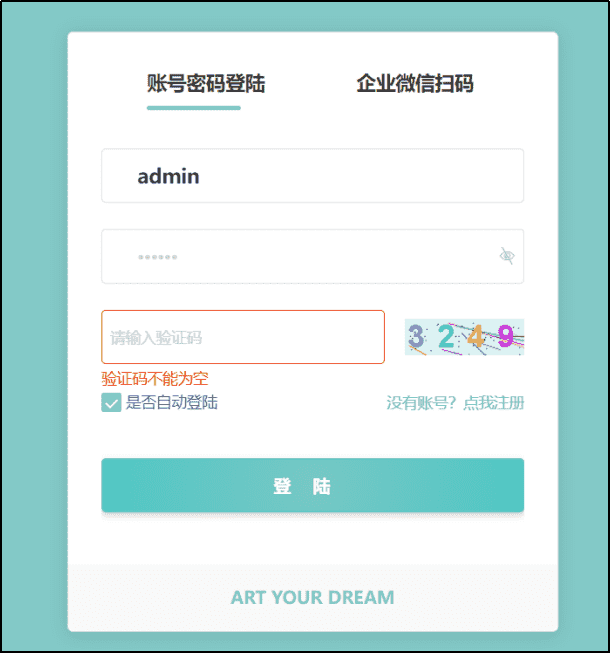 账号密码登陆 企业微信扫码
admin
••••••
请输入验证码 3249
验证码不能为空
是否自动登陆 没有账号？点我注册
登 陆
ART YOUR DREAM